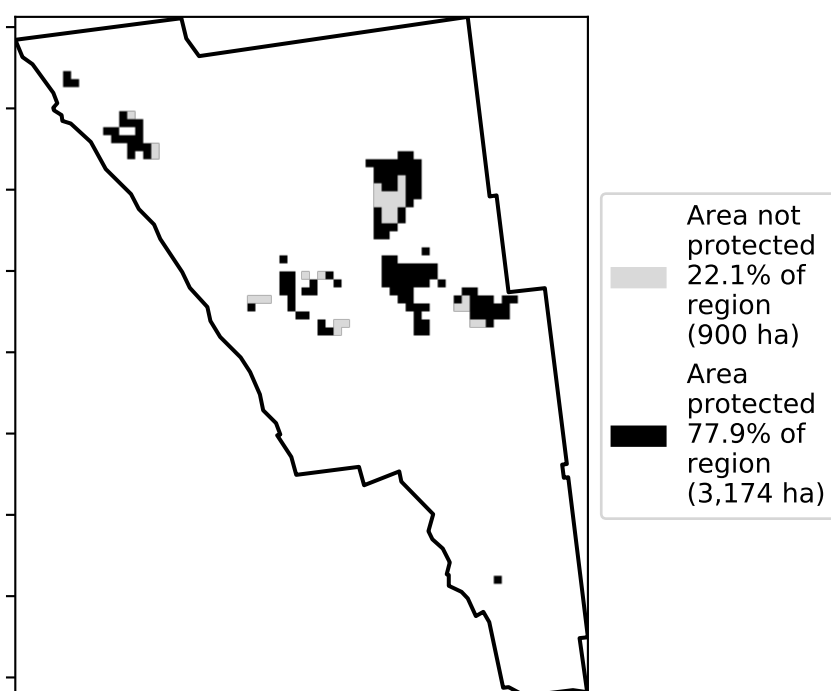 Area not
protected
22.1% of
region
(900 ha)
Area
protected
77.9% of
region
(3,174 ha)